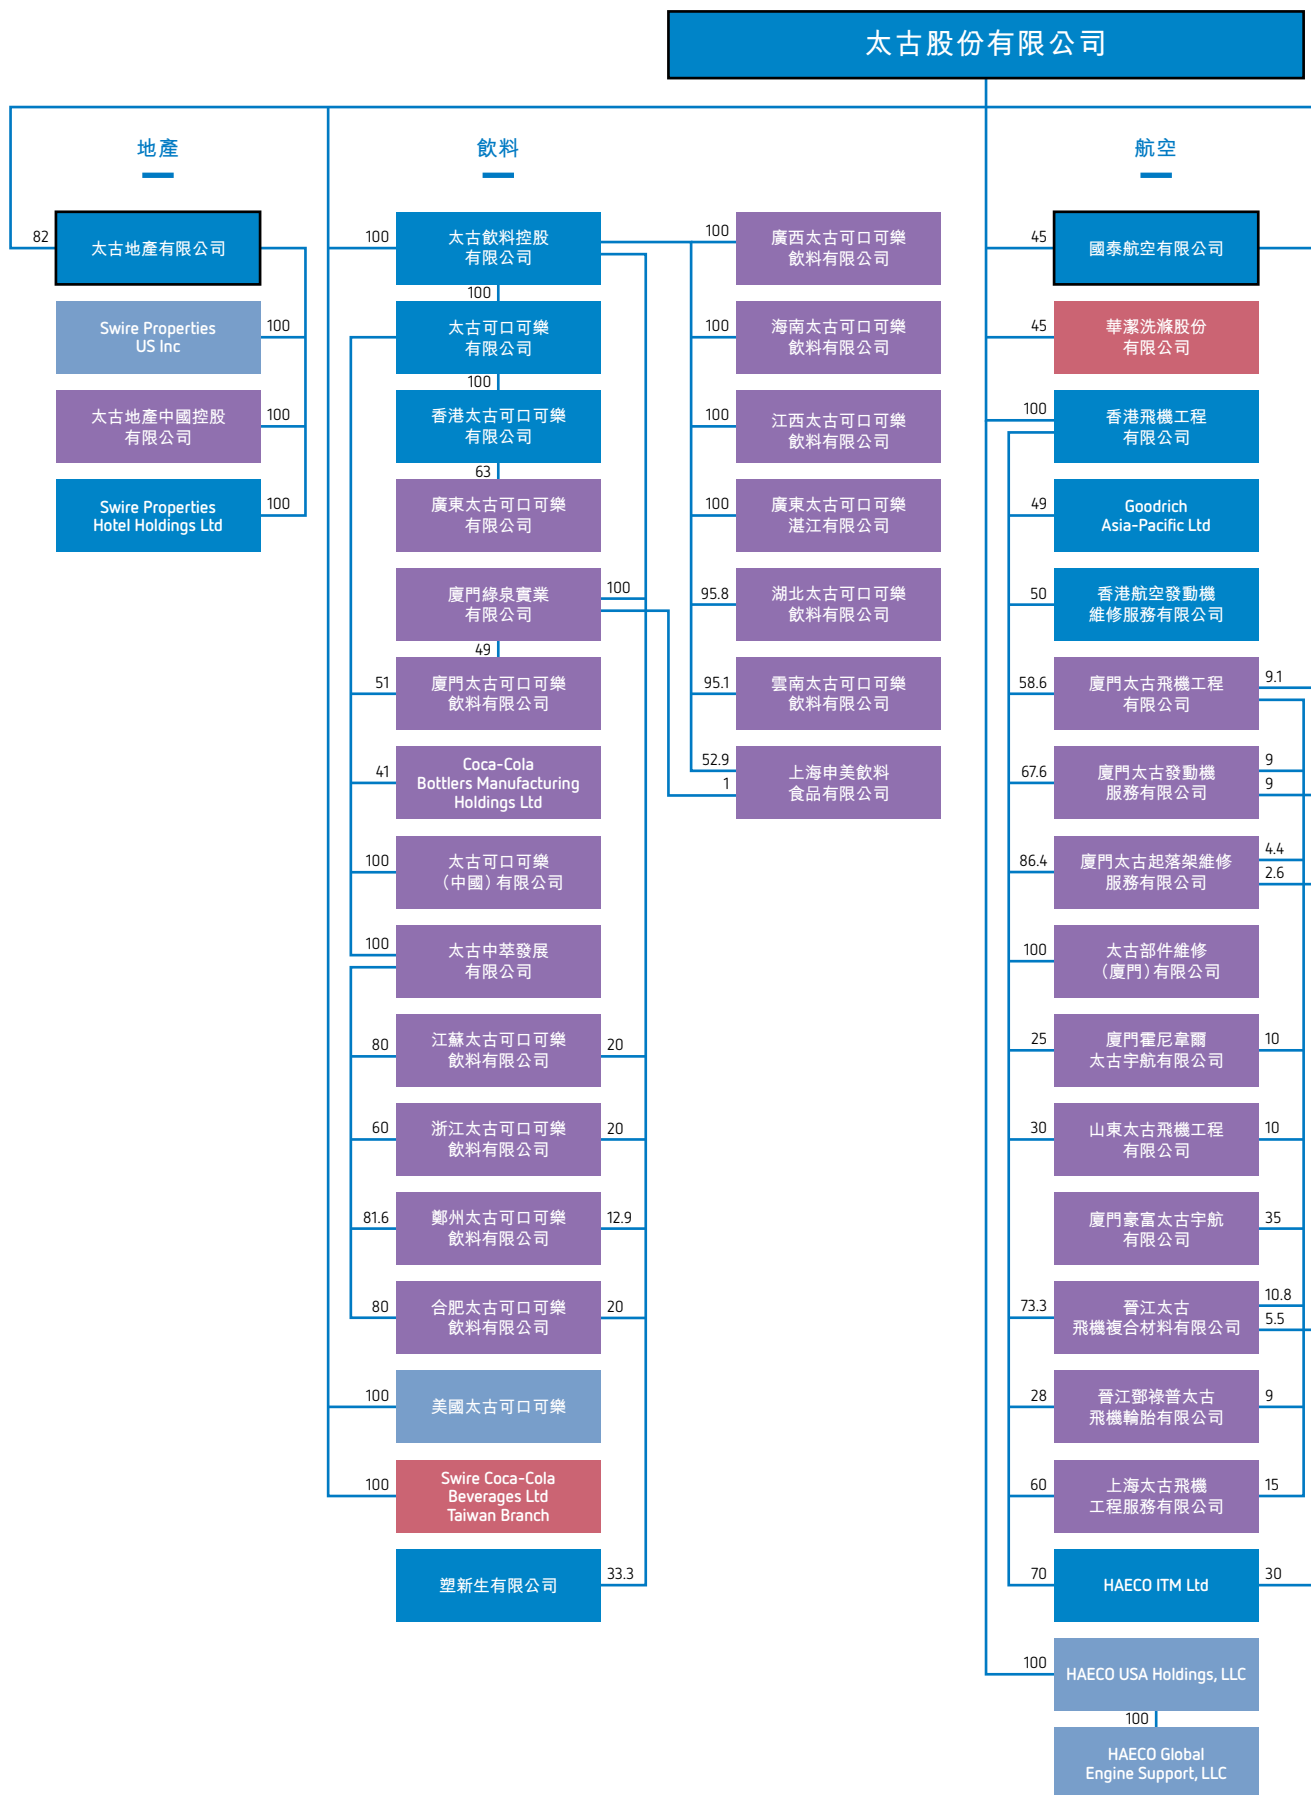 太古股份有限公司
地產
82
太古地產有限公司
Swire Properties
US Inc
100
太古地產中國控股
有限公司
100
Swire Properties
Hotel Holdings Ltd
100
飲料
100
太古飲料控股
有限公司
100
太古可口可樂
有限公司
100
香港太古可口可樂
有限公司
63
廣東太古可口可樂
有限公司
廈門綠泉實業
有限公司
100
49
51
廈門太古可口可樂
飲料有限公司
41
Coca-Cola
Bottlers Manufacturing
Holdings Ltd
100
太古可口可樂
（中國）有限公司
100
太古中萃發展
有限公司
80
江蘇太古可口可樂
飲料有限公司
20
60
浙江太古可口可樂
飲料有限公司
20
81.6
鄭州太古可口可樂
飲料有限公司
12.9
80
合肥太古可口可樂
飲料有限公司
20
100
美國太古可口可樂
100
Swire Coca-Cola
Beverages Ltd
Taiwan Branch
塑新生有限公司
33.3
100
廣西太古可口可樂
飲料有限公司
100
海南太古可口可樂
飲料有限公司
100
江西太古可口可樂
飲料有限公司
100
廣東太古可口可樂
湛江有限公司
95.8
湖北太古可口可樂
飲料有限公司
95.1
雲南太古可口可樂
飲料有限公司
52.9
1
上海申美飲料
食品有限公司
航空
45
國泰航空有限公司
45
華潔洗滌股份
有限公司
100
香港飛機工程
有限公司
49
Goodrich
Asia-Pacific Ltd
50
香港航空發動機
維修服務有限公司
58.6
廈門太古飛機工程
有限公司
9.1
67.6
廈門太古發動機
服務有限公司
9
9
86.4
廈門太古起落架維修
服務有限公司
4.4
2.6
100
太古部件維修
（廈門）有限公司
25
廈門霍尼韋爾
太古宇航有限公司
10
30
山東太古飛機工程
有限公司
10
廈門豪富太古宇航
有限公司
35
73.3
晉江太古
飛機複合材料有限公司
10.8
5.5
28
晉江鄧祿普太古
飛機輪胎有限公司
9
60
上海太古飛機
工程服務有限公司
15
70
HAECO ITM Ltd
30
100
HAECO USA Holdings, LLC
100
HAECO Global
Engine Support, LLC